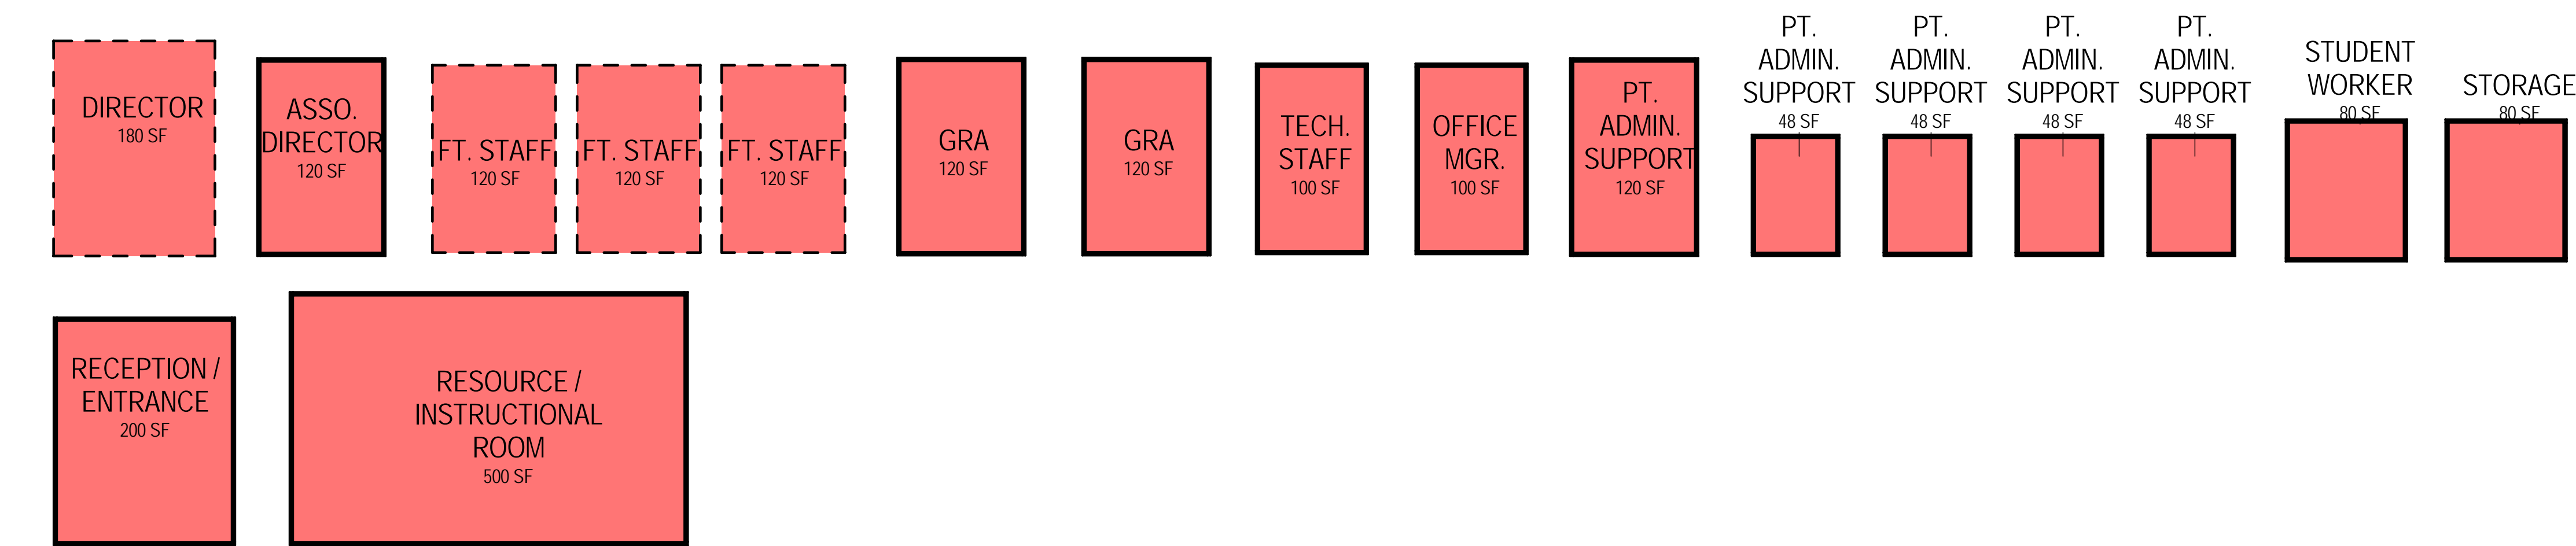 DIRECTOR
180 SF
ASSO.
DIRECTOR
120 SF
FT. STAFF
120 SF
FT. STAFF
120 SF
FT. STAFF
120 SF
GRA
120 SF
GRA
120 SF
TECH.
STAFF
100 SF
OFFICE
MGR.
100 SF
PT.
ADMIN.
SUPPORT
120 SF
PT.
ADMIN.
SUPPORT
48 SF
PT.
ADMIN.
SUPPORT
48 SF
PT.
ADMIN.
SUPPORT
48 SF
PT.
ADMIN.
SUPPORT
48 SF
STUDENT
WORKER
80 SF
STORAGE
80 SF
RECEPTION /
ENTRANCE
200 SF
RESOURCE /
INSTRUCTIONAL
ROOM
500 SF